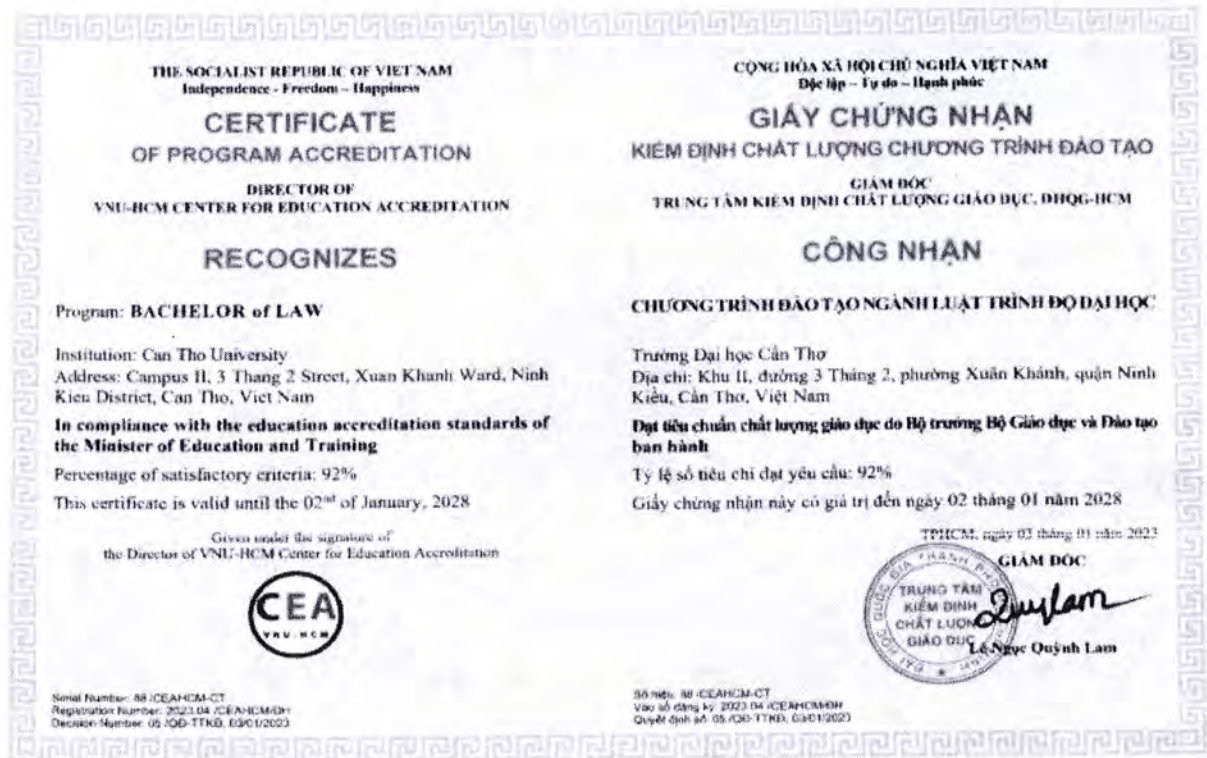 THE SOCIALIST REPUBLIC OF VIET NAM
Independence - Freedom – Happiness
CERTIFICATE
OF PROGRAM ACCREDITATION
DIRECTOR OF
VNU-HCM CENTER FOR EDUCATION ACCREDITATION
RECOGNIZES
Program: BACHELOR of LAW
Institution: Can Tho University
Address: Campus II, 3 Thang 2 Street, Xuan Khanh Ward, Ninh
Kieu District, Can Tho, Viet Nam
In compliance with the education accreditation standards of
the Minister of Education and Training
Percentage of satisfactory criteria: 92%
This certificate is valid until the 02nd of January, 2028
Given under the signature of
the Director of VNU-HCM Center for Education Accreditation
CEA
VNU-HCM
Serial Number: 88 /CEAHCM-CT
Registration Number: 2023.04 /CEAHCM/ĐH
Decision Number: 05 /QĐ-TTKĐ, 03/01/2023
CỘNG HÒA XÃ HỘI CHỦ NGHĨA VIỆT NAM
Độc lập – Tự do – Hạnh phúc
GIẤY CHỨNG NHẬN
KIỂM ĐỊNH CHẤT LƯỢNG CHƯƠNG TRÌNH ĐÀO TẠO
GIÁM ĐỐC
TRUNG TÂM KIỂM ĐỊNH CHẤT LƯỢNG GIÁO DỤC, ĐHQG-HCM
CÔNG NHẬN
CHƯƠNG TRÌNH ĐÀO TẠO NGÀNH LUẬT TRÌNH ĐỘ ĐẠI HỌC
Trường Đại học Cần Thơ
Địa chỉ: Khu II, đường 3 Tháng 2, phường Xuân Khánh, quận Ninh
Kiều, Cần Thơ, Việt Nam
Đạt tiêu chuẩn chất lượng giáo dục do Bộ trưởng Bộ Giáo dục và Đào tạo
ban hành
Tỷ lệ số tiêu chí đạt yêu cầu: 92%
Giấy chứng nhận này có giá trị đến ngày 02 tháng 01 năm 2028
TPHCM, ngày 03 tháng 01 năm 2023
GIÁM ĐỐC
ĐẠI HỌC QUỐC GIA THÀNH PHỐ
TRUNG TÂM
KIỂM ĐỊNH
CHẤT LƯỢNG
GIÁO DỤC
Quylam
Lê Ngọc Quỳnh Lam
Số hiệu: 88 /CEAHCM-CT
Vào sổ đăng ký: 2023.04 /CEAHCM/ĐH
Quyết định số: 05 /QĐ-TTKĐ, 03/01/2023